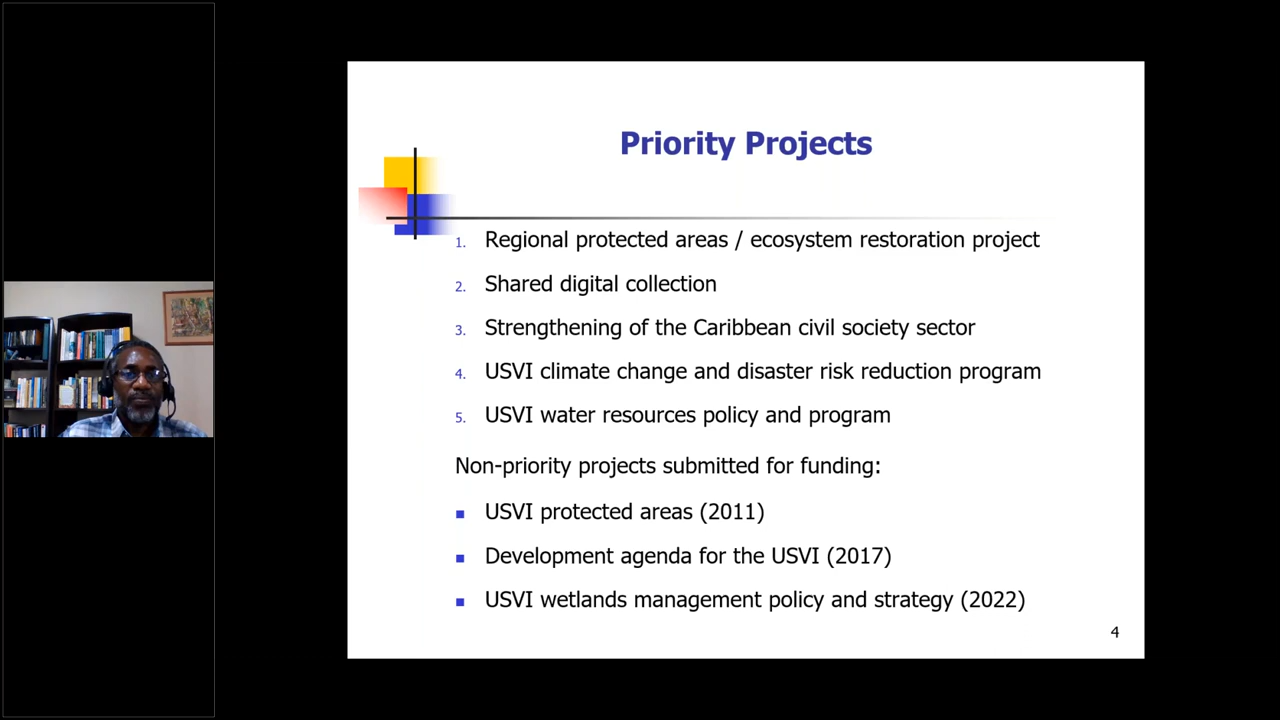 Priority Projects
1. Regional protected areas / ecosystem restoration project
2. Shared digital collection
3. Strengthening of the Caribbean civil society sector
4. USVI climate change and disaster risk reduction program
5. USVI water resources policy and program
Non-priority projects submitted for funding:
■ USVI protected areas (2011)
■ Development agenda for the USVI (2017)
■ USVI wetlands management policy and strategy (2022)
4